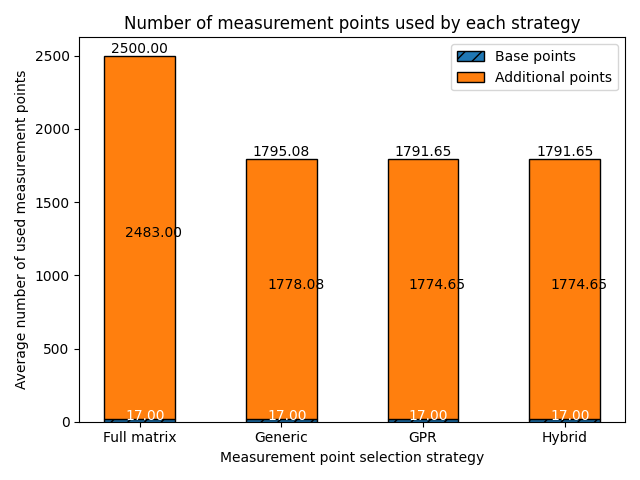 Number of measurement points used by each strategy
Average number of used measurement points
2500
2000
1500
1000
500
0
Base points
Additional points
2500.00
1795.08
1791.65
1791.65
2483.00
1778.08
1774.65
1774.65
17.00
17.00
17.00
17.00
Full matrix
Generic
GPR
Hybrid
Measurement point selection strategy